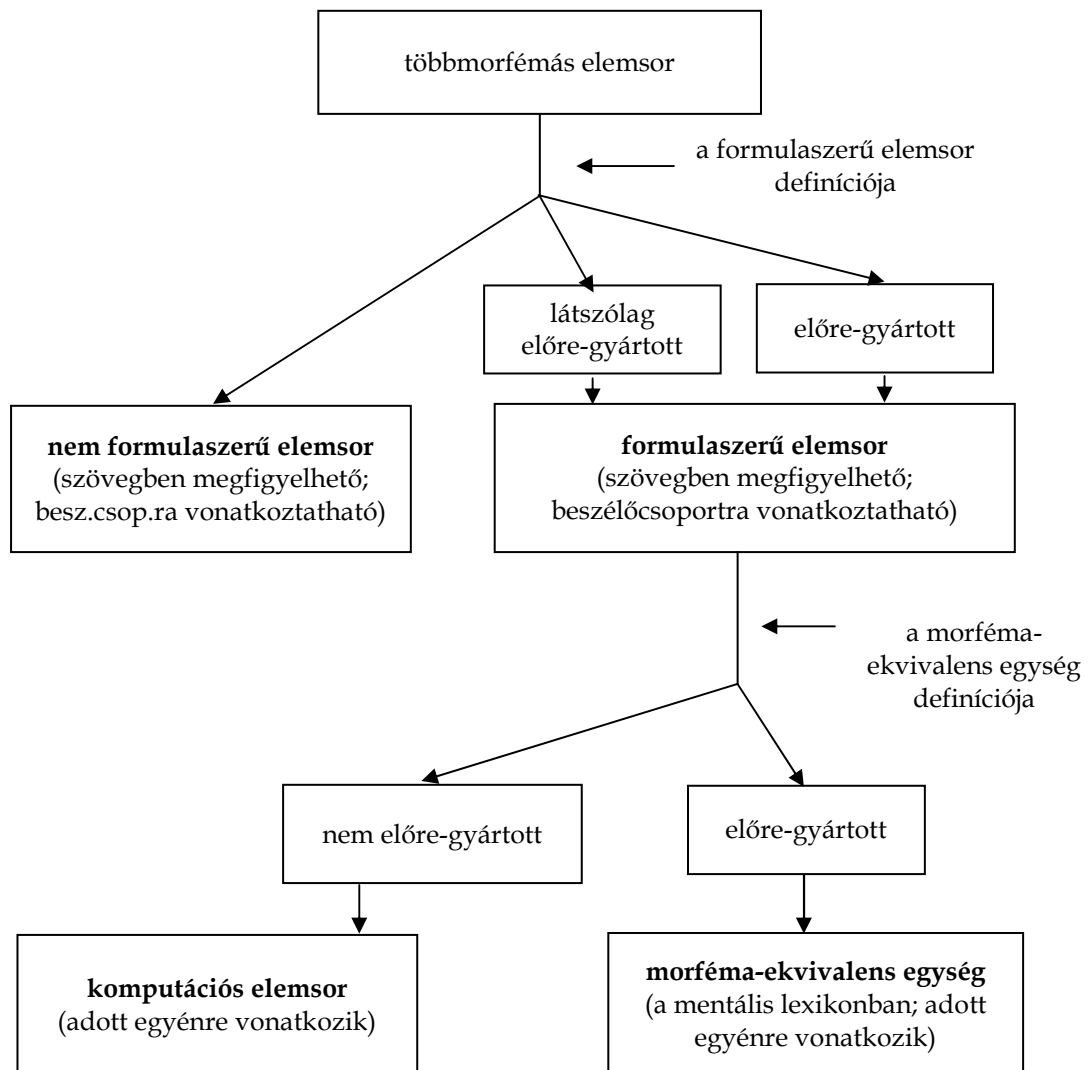 többmorfémás elemsor
a formulaszerű elemsor
definíciója
látszólag
előre-gyártott
előre-gyártott
nem formulaszerű elemsor
(szövegben megfigyelhető;
besz.csop.ra vonatkoztatható)
formulaszerű elemsor
(szövegben megfigyelhető;
beszélőcsoportra vonatkoztatható)
a morféma-
ekvivalens egység
definíciója
nem előre-gyártott
előre-gyártott
komputációs elemsor
(adott egyénre vonatkozik)
morféma-ekvivalens egység
(a mentális lexikonban; adott
egyénre vonatkozik)